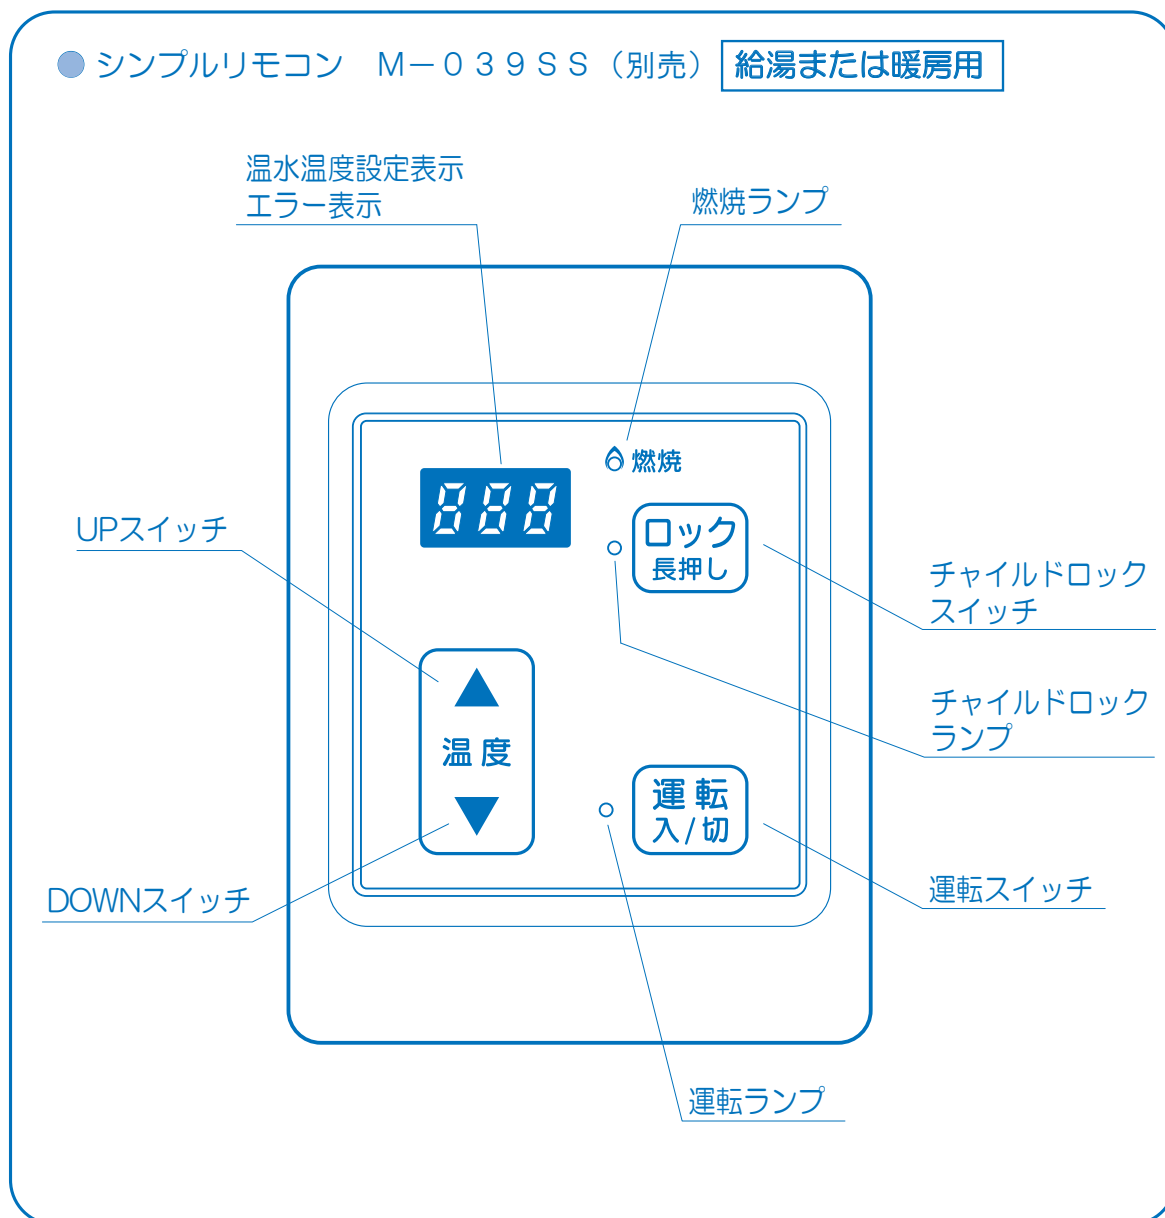 シンプルリモコン　M－０３９ＳＳ（別売）　給湯または暖房用
温水温度設定表示
エラー表示
燃焼ランプ
燃焼
888
UPスイッチ
ロック
長押し
チャイルドロック
スイッチ
チャイルドロック
ランプ
温度
運転
入/切
DOWNスイッチ
運転スイッチ
運転ランプ